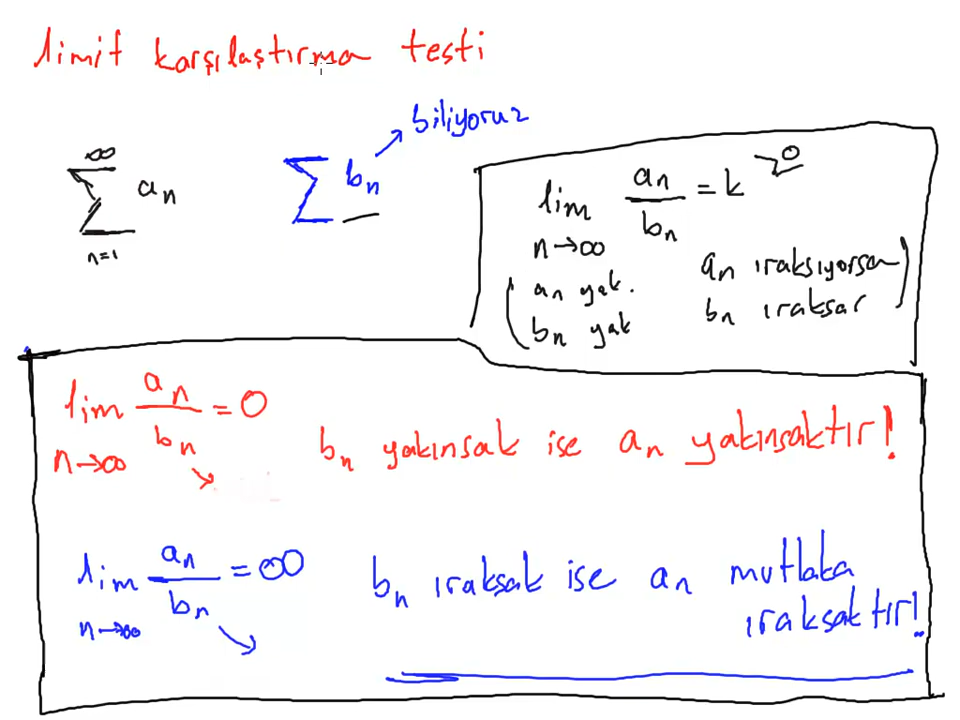 limit karşılaştırma testi
∞
∑ an
n=1
∑ bn → biliyoruz
lim an/bn = k
n→∞
an yak. an ıraksıyorsa
bn yak bn ıraksar
lim an/bn = 0
n→∞
bn yakınsak ise an yakınsaktır!
lim an/bn = ∞
n→∞
bn ıraksak ise an mutlaka
ıraksaktır!